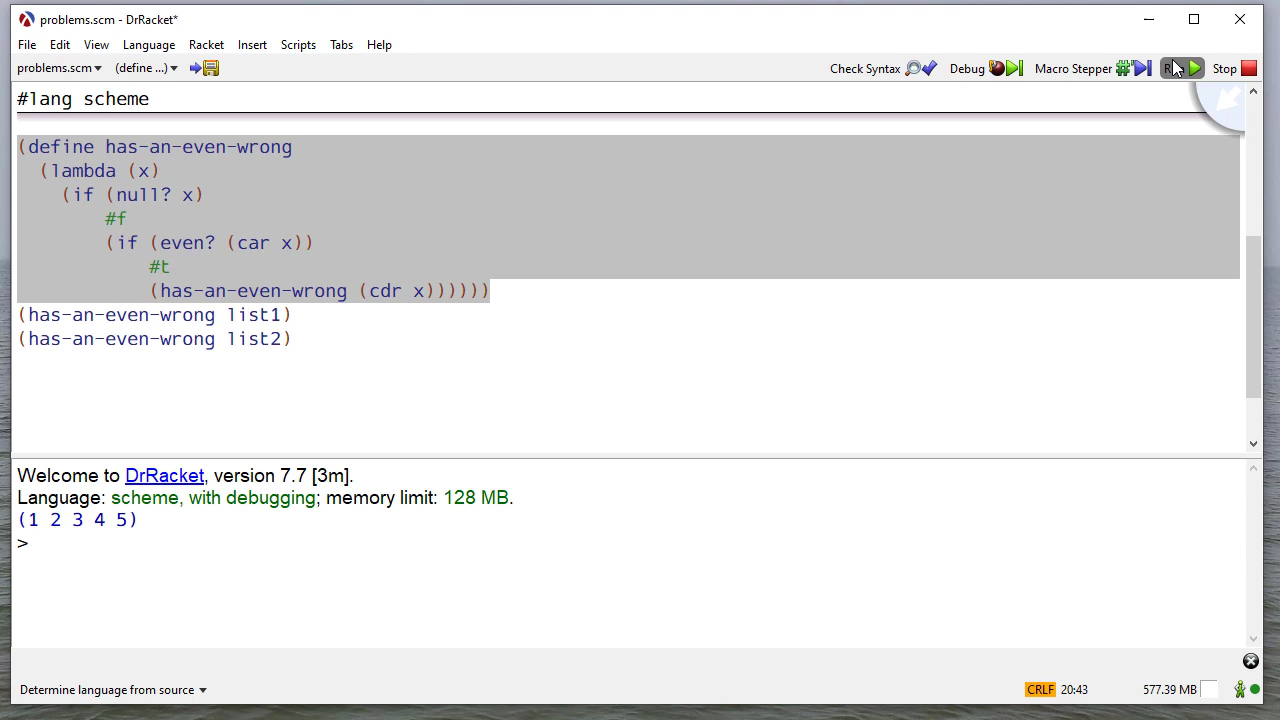 problems.scm - DrRacket*
File Edit View Language Racket Insert Scripts Tabs Help
problems.scm (define ...) Check Syntax Debug Macro Stepper Stop
#lang scheme
(define has-an-even-wrong
(lambda (x)
(if (null? x)
#f
(if (even? (car x))
#t
(has-an-even-wrong (cdr x))))))
(has-an-even-wrong list1)
(has-an-even-wrong list2)
Welcome to DrRacket, version 7.7 [3m].
Language: scheme, with debugging; memory limit: 128 MB.
(1 2 3 4 5)
>
Determine language from source CRLF 20:43 577.39 MB